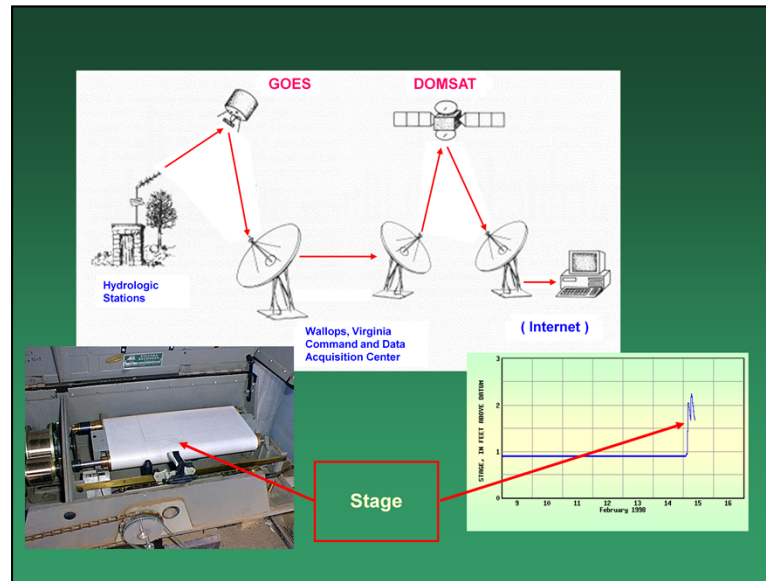 GOES
DOMSAT
Hydrologic
Stations
Wallops, Virginia
Command and Data
Acquisition Center
( Internet )
Stage
STAGE, IN FEET ABOVE DATUM
3
2
1
0
9 10 11 12 13 14 15 16
February 1998